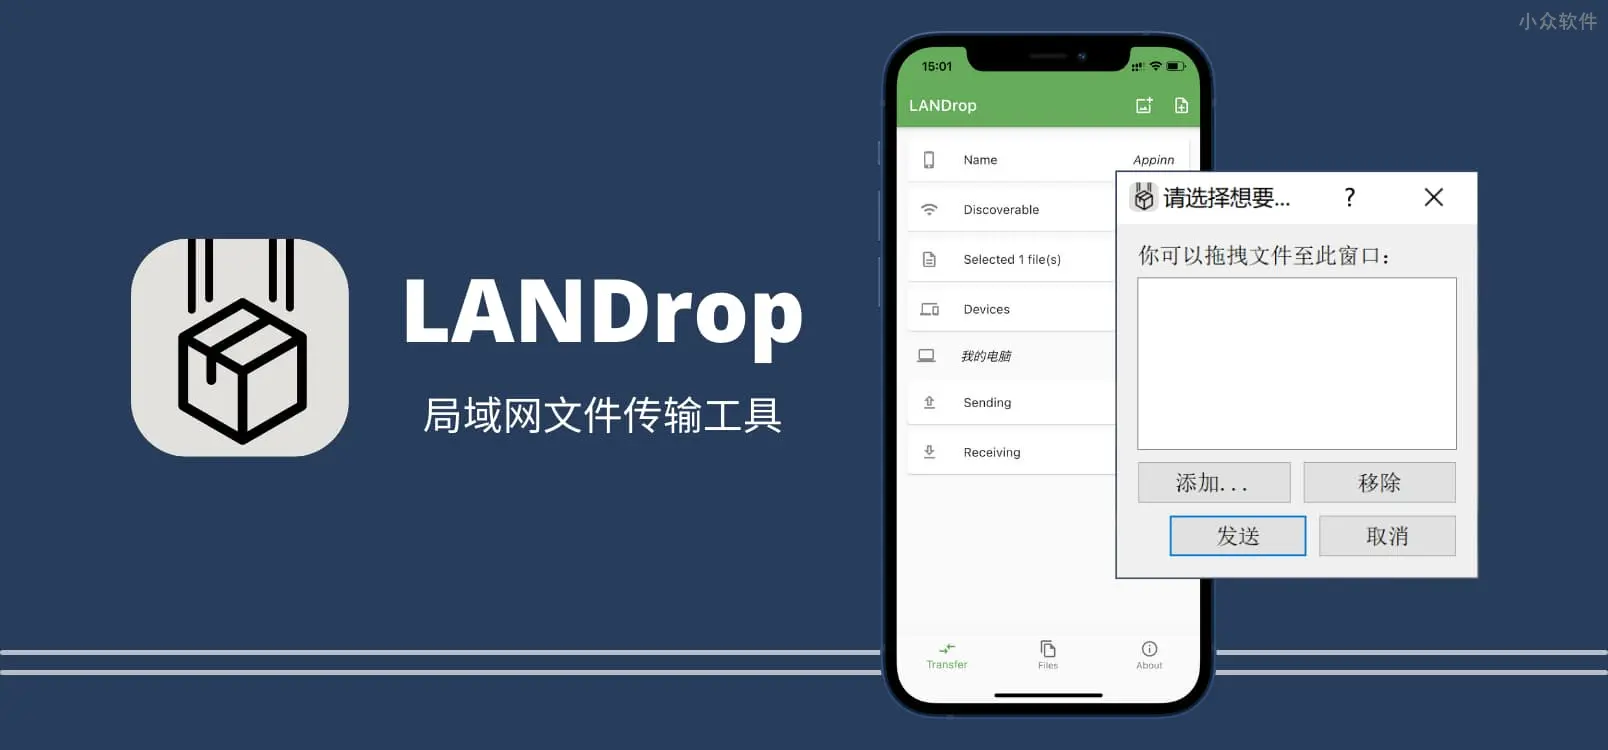 小众软件
LANDrop
局域网文件传输工具
15:01
LANDrop
Name
Appinn
Discoverable
Selected 1 file(s)
Devices
我的电脑
Sending
Receiving
Transfer
Files
About
请选择想要...
?
你可以拖拽文件至此窗口：
添加...
移除
发送
取消